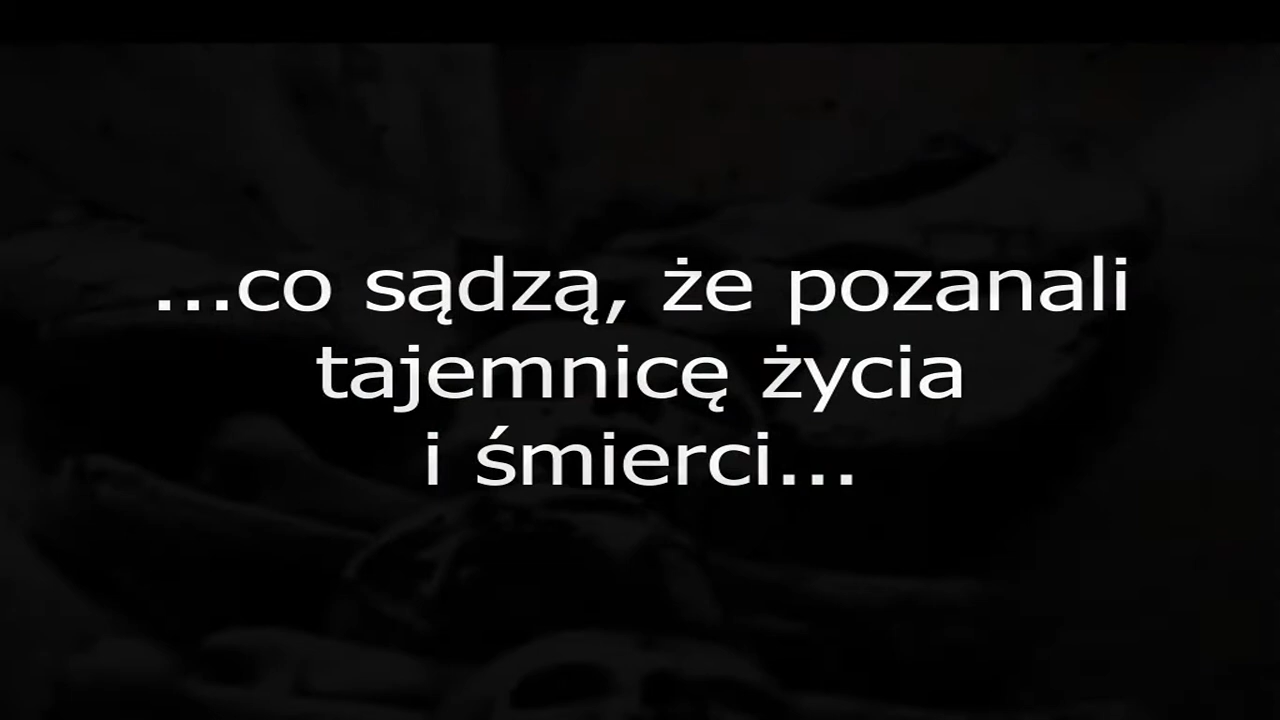 ...co sądzą, że pozanali
tajemnicę życia
i śmierci...